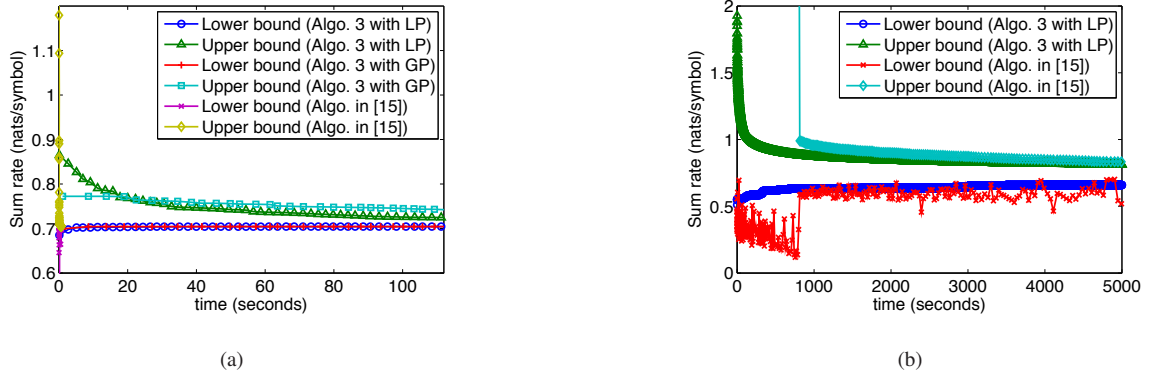 Sum rate (nats/symbol)
1.1
1
0.9
0.8
0.7
0.6
0
20
40
60
80
100
time (seconds)
Lower bound (Algo. 3 with LP)
Upper bound (Algo. 3 with LP)
Lower bound (Algo. 3 with GP)
Upper bound (Algo. 3 with GP)
Lower bound (Algo. in [15])
Upper bound (Algo. in [15])
(a)
Sum rate (nats/symbol)
2
1.5
1
0.5
0
0
1000
2000
3000
4000
5000
time (seconds)
Lower bound (Algo. 3 with LP)
Upper bound (Algo. 3 with LP)
Lower bound (Algo. in [15])
Upper bound (Algo. in [15])
(b)